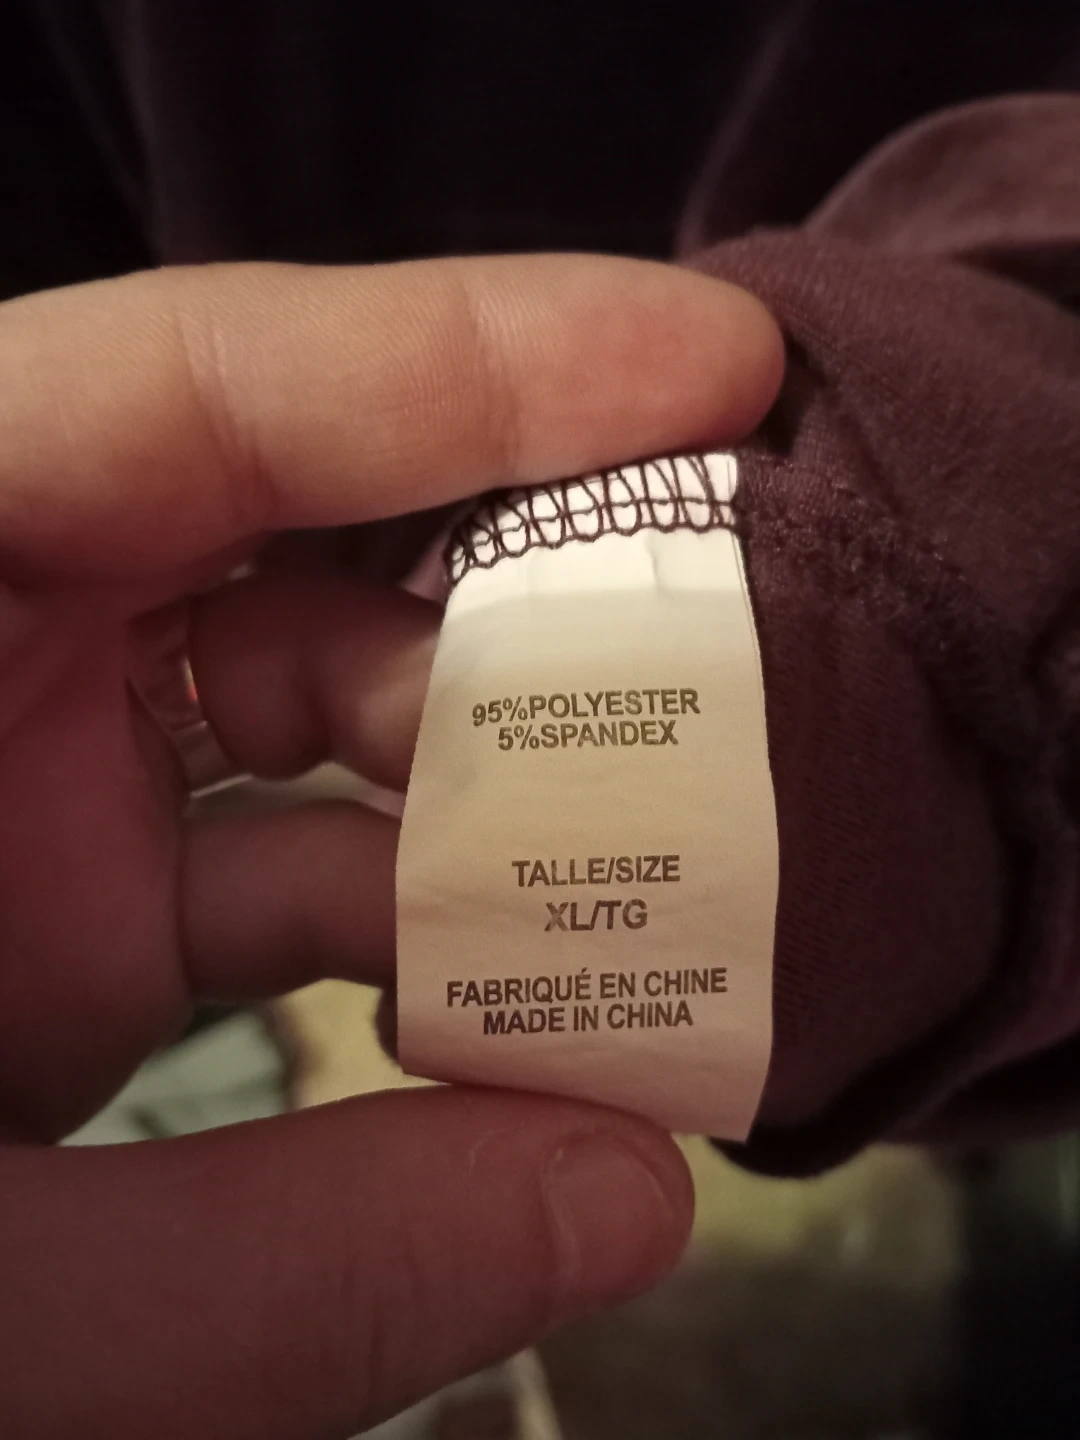 95%POLYESTER
5%SPANDEX
TALLE/SIZE
XL/TG
FABRIQUÉ EN CHINE
MADE IN CHINA